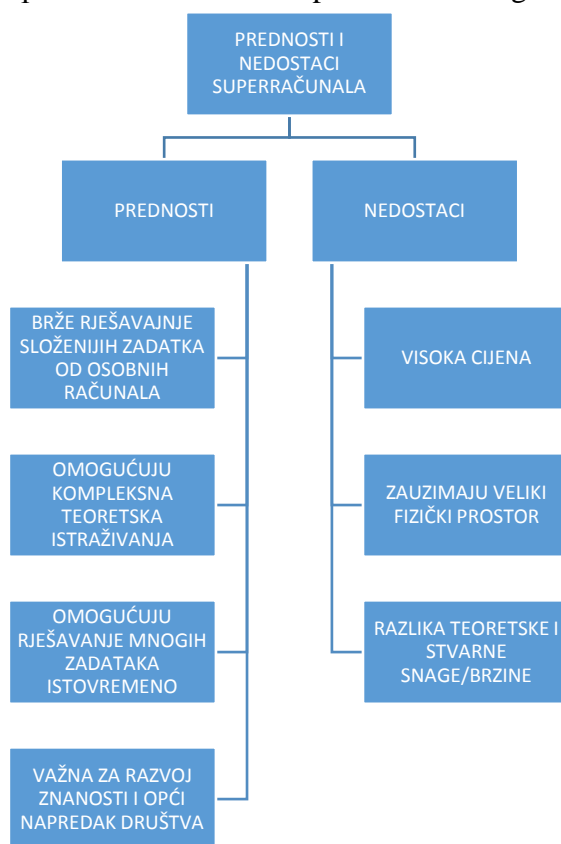 PREDNOSTI I
NEDOSTACI
SUPERRAČUNALA
PREDNOSTI
NEDOSTACI
BRŽE RJEŠAVAJNJE
SLOŽENIJIH ZADATKA
OD OSOBNIH
RAČUNALA
OMOGUĆUJU
KOMPLEKSNA
TEORETSKA
ISTRAŽIVANJA
OMOGUĆUJU
RJEŠAVANJE MNOGIH
ZADATAKA
ISTOVREMENO
VAŽNA ZA RAZVOJ
ZNANOSTI I OPĆI
NAPREDAK DRUŠTVA
VISOKA CIJENA
ZAUZIMAJU VELIKI
FIZIČKI PROSTOR
RAZLIKA TEORETSKE I
STVARNE
SNAGE/BRZINE